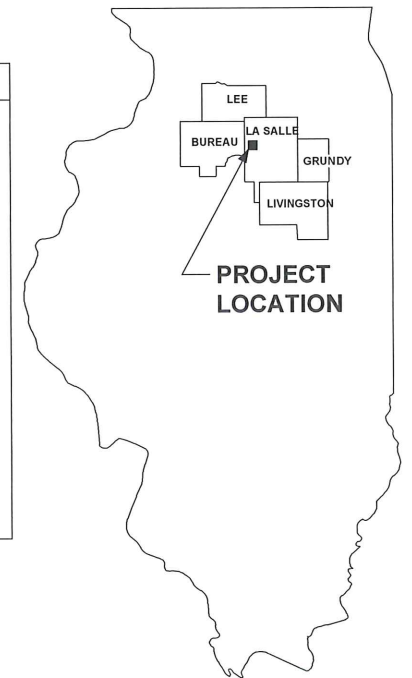 LEE
LA SALLE
BUREAU
GRUNDY
LIVINGSTON
PROJECT
LOCATION